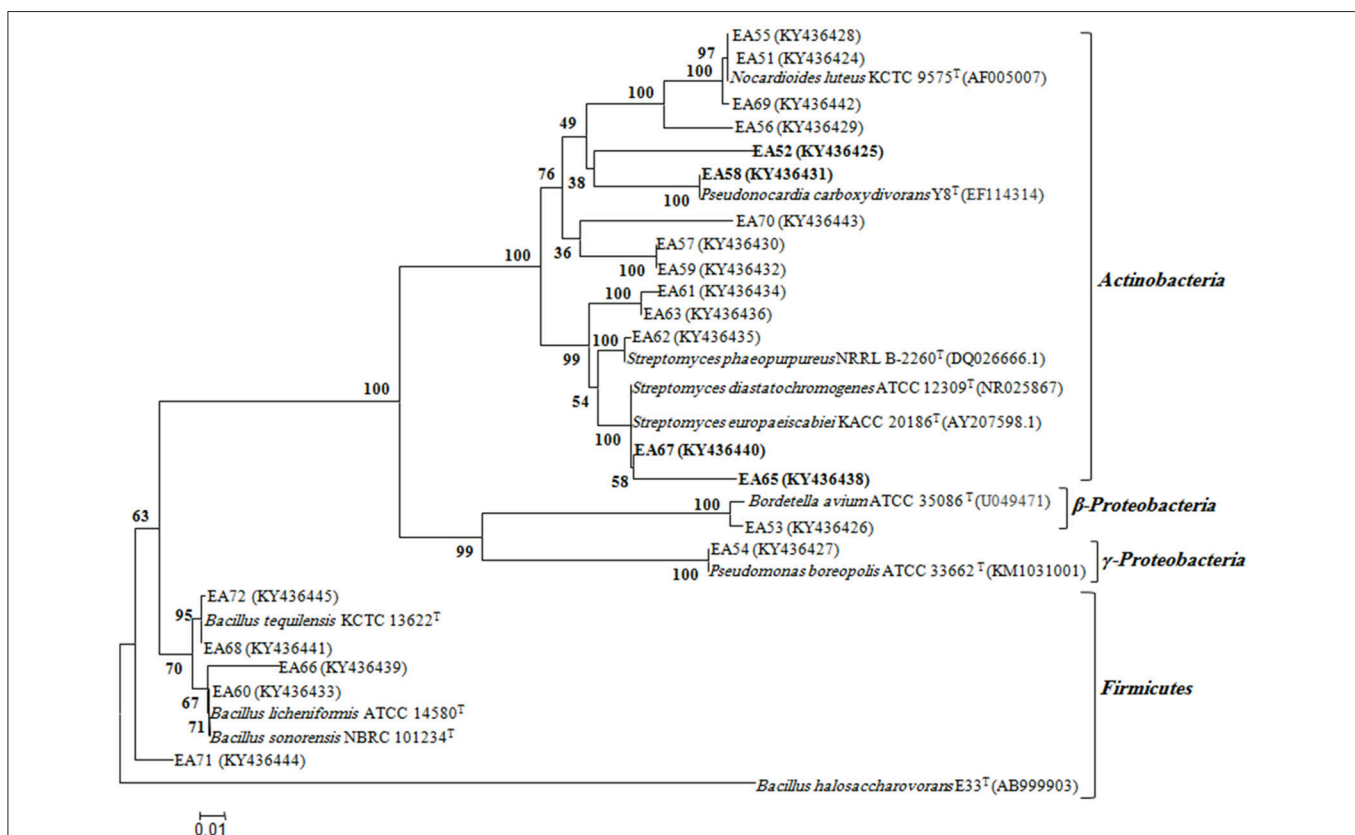 EA55 (KY436428)
97
EA51 (KY436424)
100
Nocardioides luteus KCTC 9575ᵀ (AF005007)
100
EA69 (KY436442)
49
EA56 (KY436429)
EA52 (KY436425)
76
38
EA58 (KY436431)
100
Pseudonocardia carboxydivorans Y8ᵀ (EF114314)
EA70 (KY436443)
36
EA57 (KY436430)
100
100
EA59 (KY436432)
Actinobacteria
100
EA61 (KY436434)
EA63 (KY436436)
100
EA62 (KY436435)
99
Streptomyces phaeopurpureus NRRL B-2260ᵀ (DQ026666.1)
100
Streptomyces diastatochromogenes ATCC 12309ᵀ (NR025867)
54
Streptomyces europaeiscabiei KACC 20186ᵀ (AY207598.1)
100
EA67 (KY436440)
58
EA65 (KY436438)
100
Bordetella avium ATCC 35086ᵀ (U049471)
β-Proteobacteria
63
EA53 (KY436426)
99
EA54 (KY436427)
γ-Proteobacteria
100
Pseudomonas boreopolis ATCC 33662ᵀ (KM1031001)
EA72 (KY436445)
95
Bacillus tequilensis KCTC 13622ᵀ
EA68 (KY436441)
70
EA66 (KY436439)
EA60 (KY436433)
Firmicutes
67
Bacillus licheniformis ATCC 14580ᵀ
71
Bacillus sonorensis NBRC 101234ᵀ
EA71 (KY436444)
Bacillus halosaccharovorans E33ᵀ (AB999903)
0.01